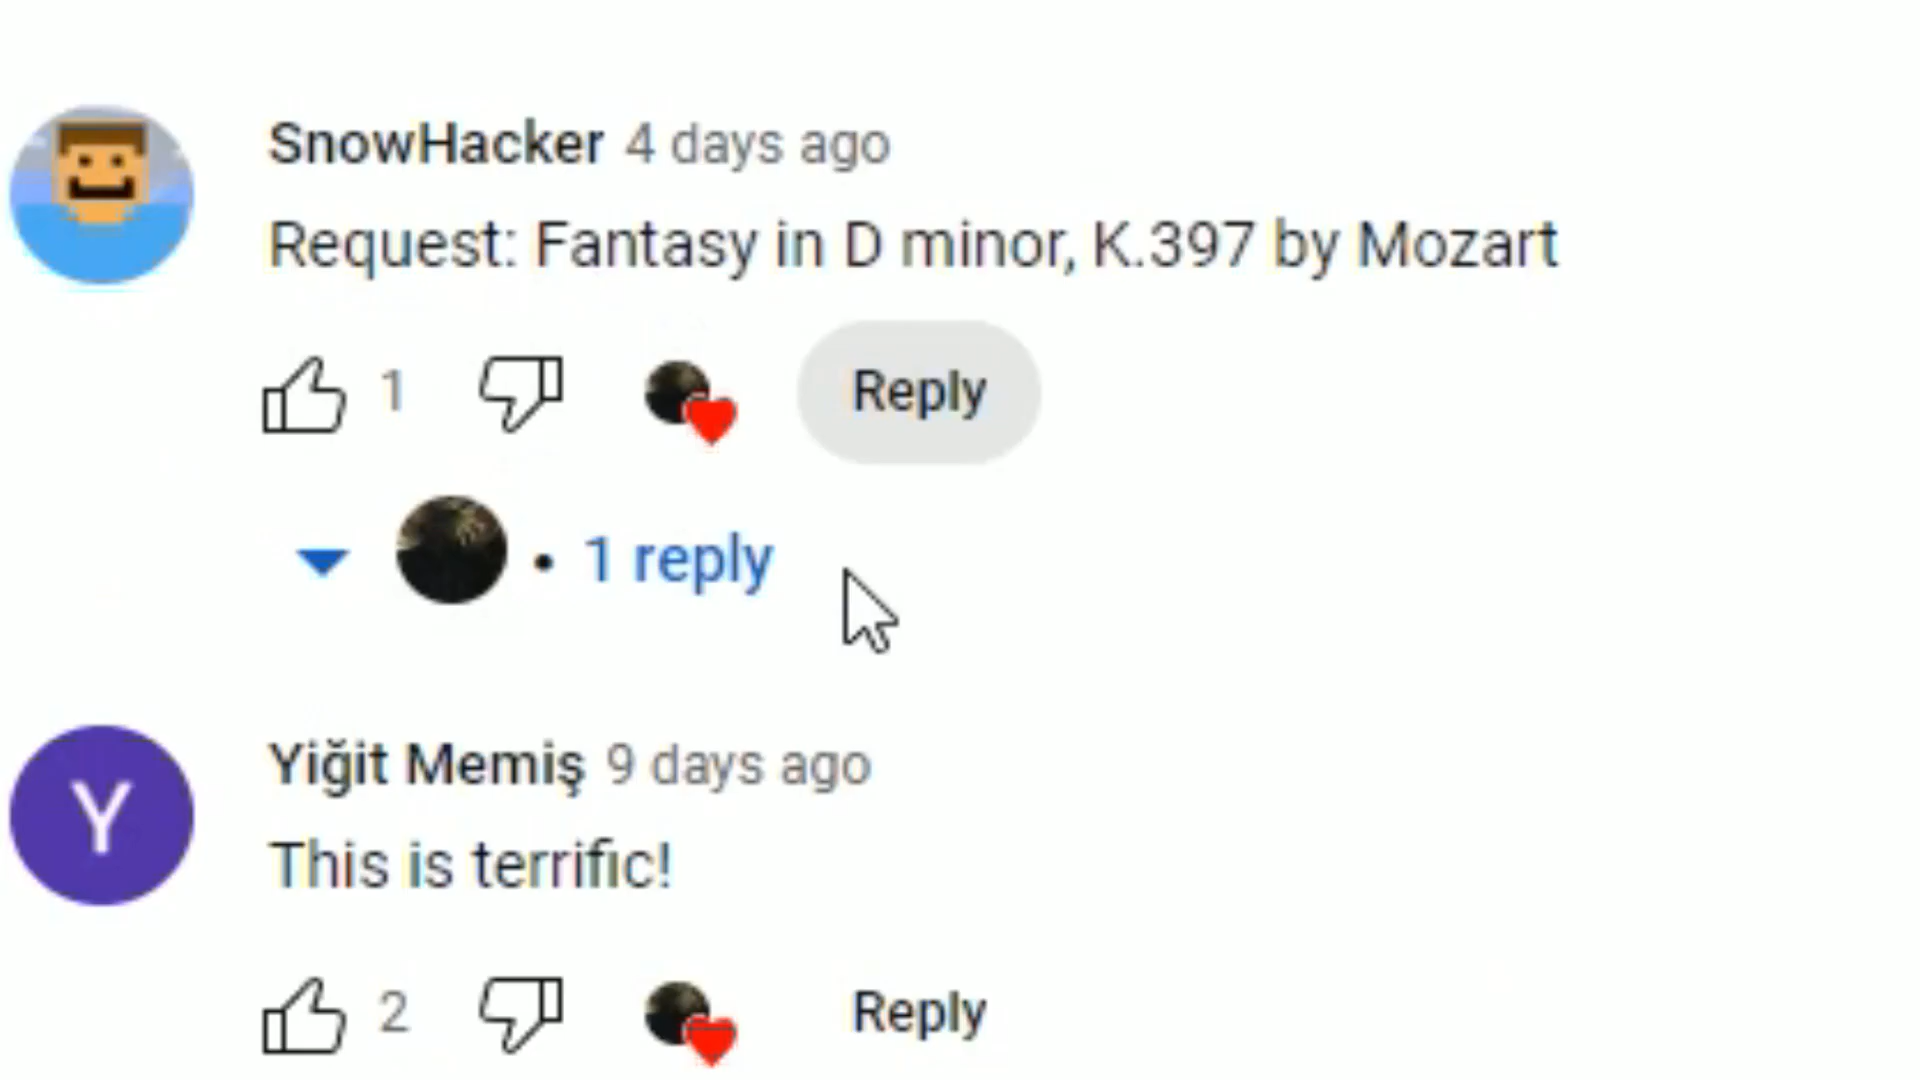 SnowHacker 4 days ago
Request: Fantasy in D minor, K.397 by Mozart
1 Reply
• 1 reply
Y Yiğit Memiş 9 days ago
This is terrific!
2 Reply